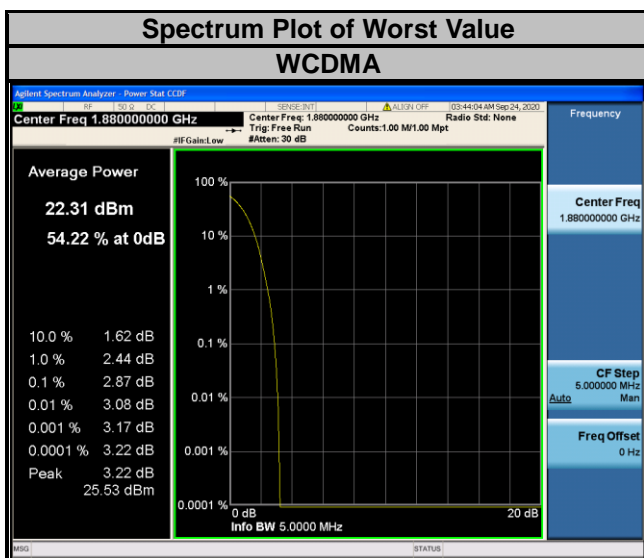 Spectrum Plot of Worst Value
WCDMA
Agilent Spectrum Analyzer - Power Stat CCDF
RF 50 Ω DC SENSE:INT ALIGN OFF 03:44:04 AM Sep 24, 2020
Center Freq 1.880000000 GHz
Center Freq: 1.880000000 GHz Radio Std: None
Trig: Free Run Counts:1.00 M/1.00 Mpt
#IFGain:Low #Atten: 30 dB
Frequency
Average Power
22.31 dBm
54.22 % at 0dB
10.0 % 1.62 dB
1.0 % 2.44 dB
0.1 % 2.87 dB
0.01 % 3.08 dB
0.001 % 3.17 dB
0.0001 % 3.22 dB
Peak 3.22 dB
25.53 dBm
100 %
10 %
1 %
0.1 %
0.01 %
0.001 %
0.0001 %
0 dB 20 dB
Info BW 5.0000 MHz
Center Freq
1.880000000 GHz
CF Step
5.000000 MHz
Auto Man
Freq Offset
0 Hz
MSG STATUS